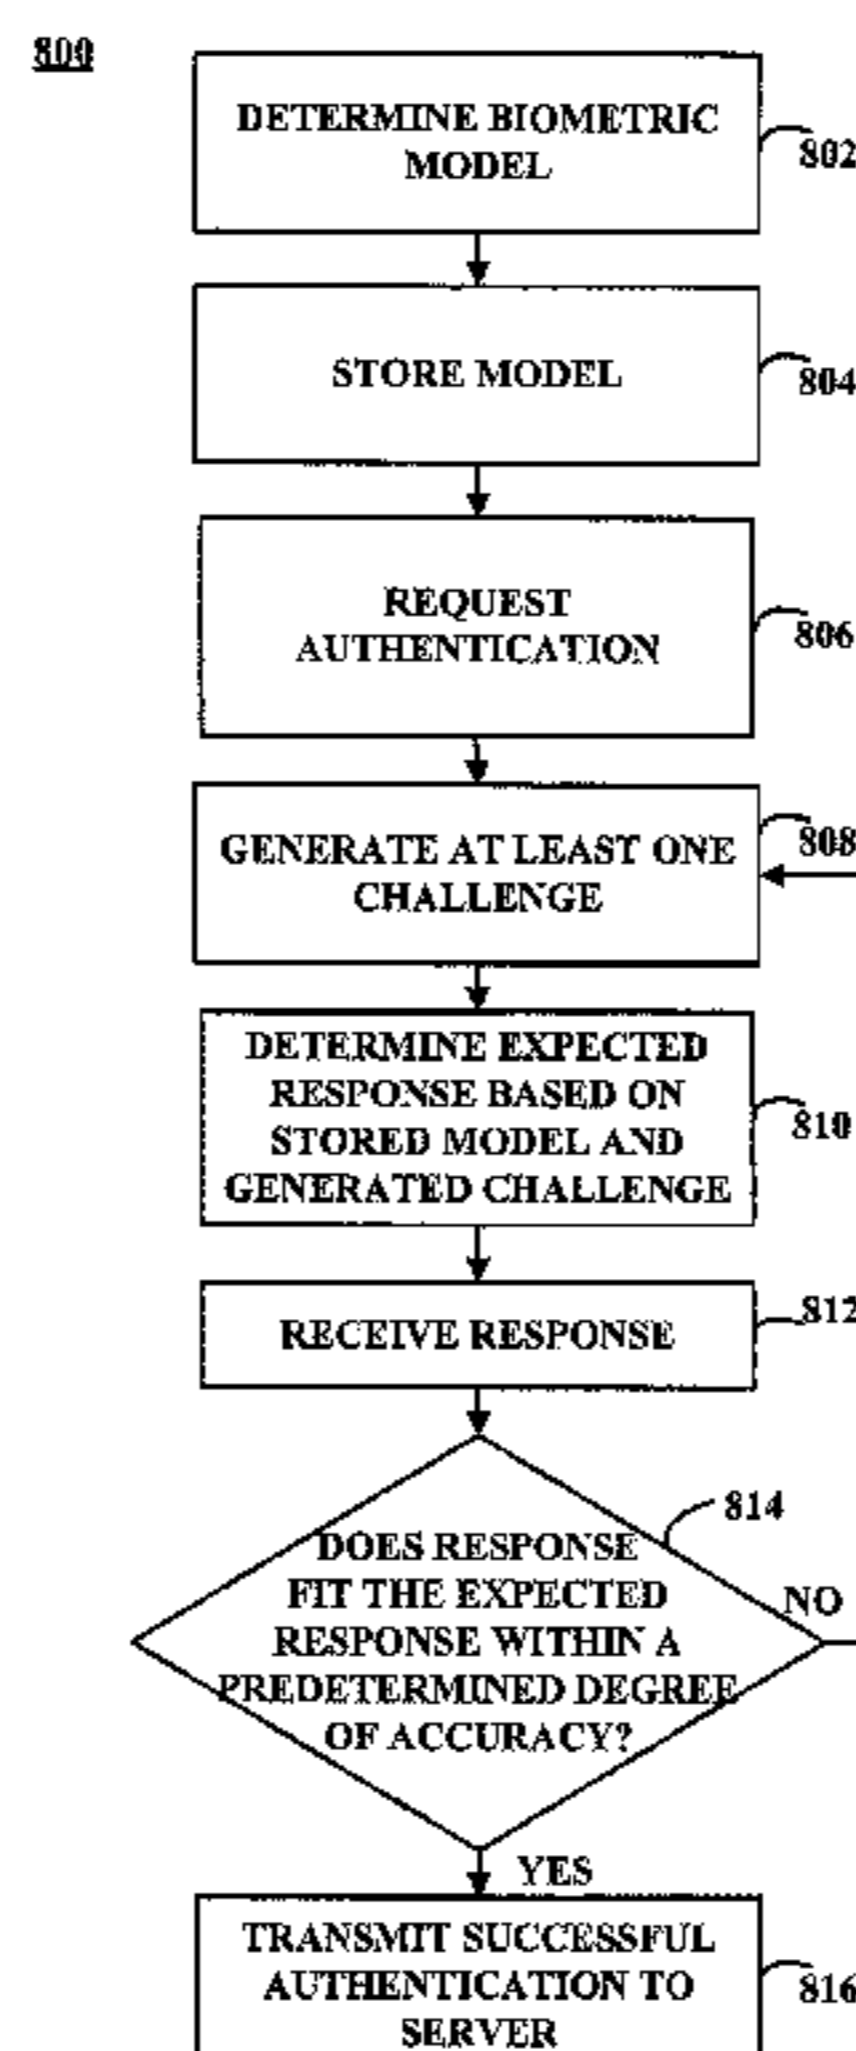 800
DETERMINE BIOMETRIC
MODEL
802
STORE MODEL
804
REQUEST
AUTHENTICATION
806
GENERATE AT LEAST ONE
CHALLENGE
808
DETERMINE EXPECTED
RESPONSE BASED ON
STORED MODEL AND
GENERATED CHALLENGE
810
RECEIVE RESPONSE
812
DOES RESPONSE
FIT THE EXPECTED
RESPONSE WITHIN A
PREDETERMINED DEGREE
OF ACCURACY?
814
NO
YES
TRANSMIT SUCCESSFUL
AUTHENTICATION TO
SERVER
816